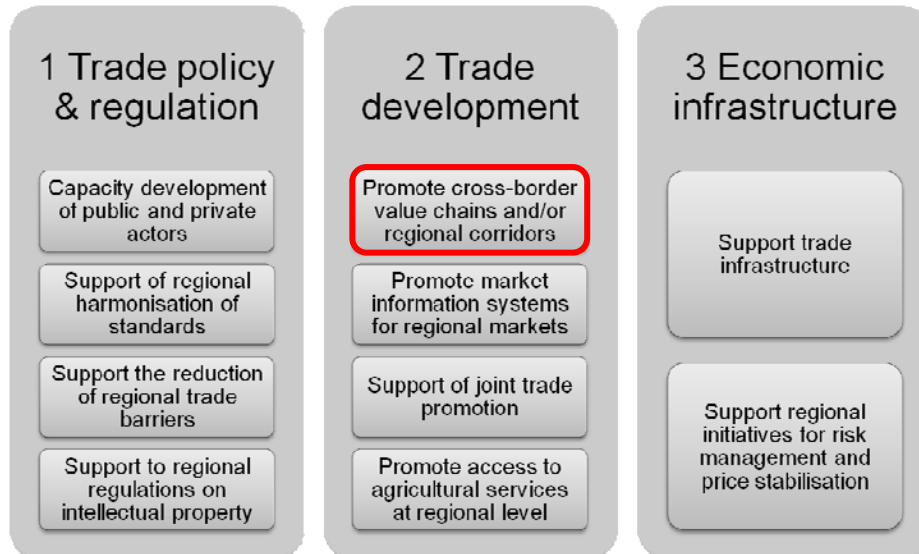 1 Trade policy
& regulation
Capacity development
of public and private
actors
Support of regional
harmonisation of
standards
Support the reduction
of regional trade
barriers
Support to regional
regulations on
intellectual property
2 Trade
development
Promote cross-border
value chains and/or
regional corridors
Promote market
information systems
for regional markets
Support of joint trade
promotion
Promote access to
agricultural services
at regional level
3 Economic
infrastructure
Support trade
infrastructure
Support regional
initiatives for risk
management and
price stabilisation